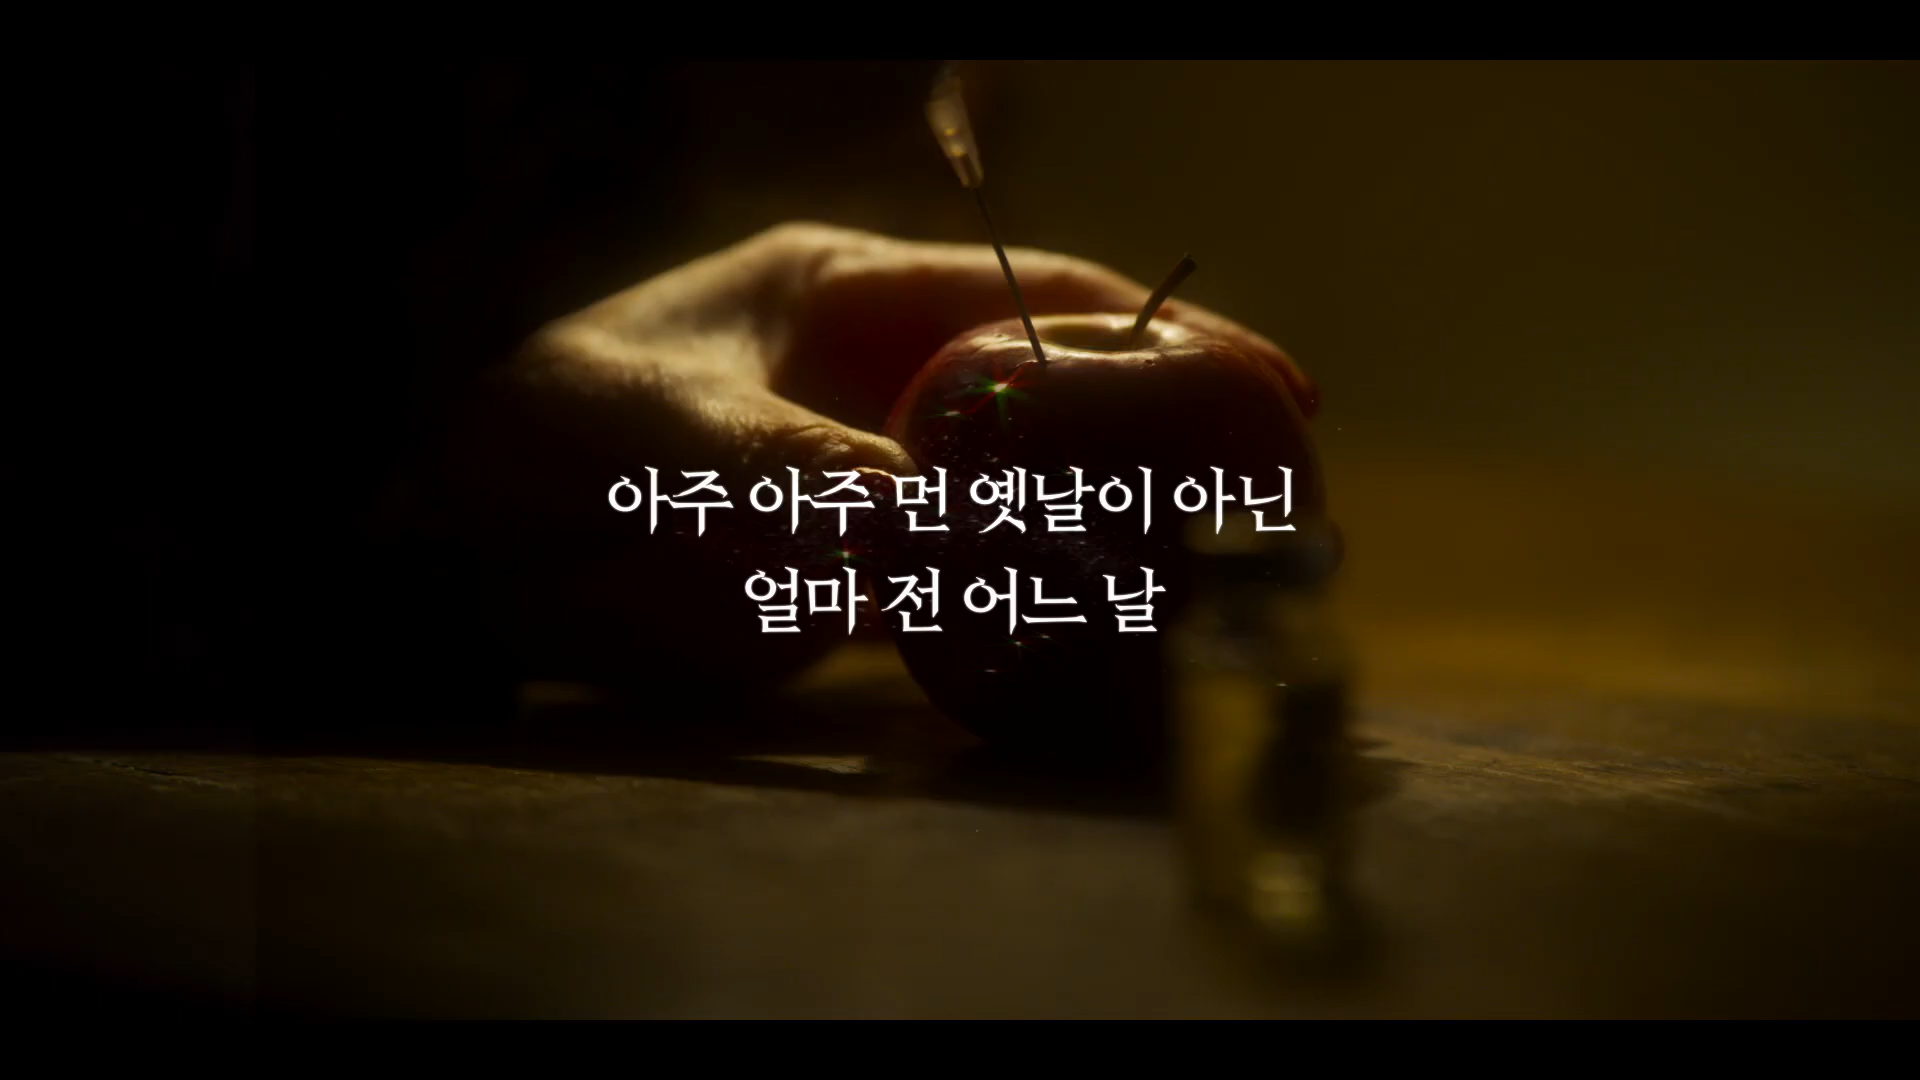 아주 아주 먼 옛날이 아닌
얼마 전 어느 날